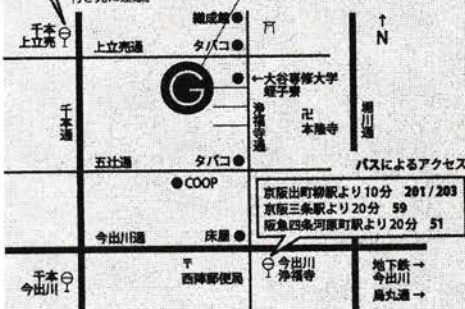 織成館
千本
上立売
↑
N
上立売通
タバコ
G
←大谷専修大学
蛭子寮
千本通
浄福寺通
卍
本隆寺
堀川通
五辻通
タバコ
バスによるアクセス
COOP
京阪出町柳駅より10分 201/203
京阪三条駅より20分 59
阪急四条河原町駅より20分 51
今出川通
床屋
千本
今出川
〒
西陣郵便局
今出川
浄福寺
地下鉄→
今出川
烏丸通→